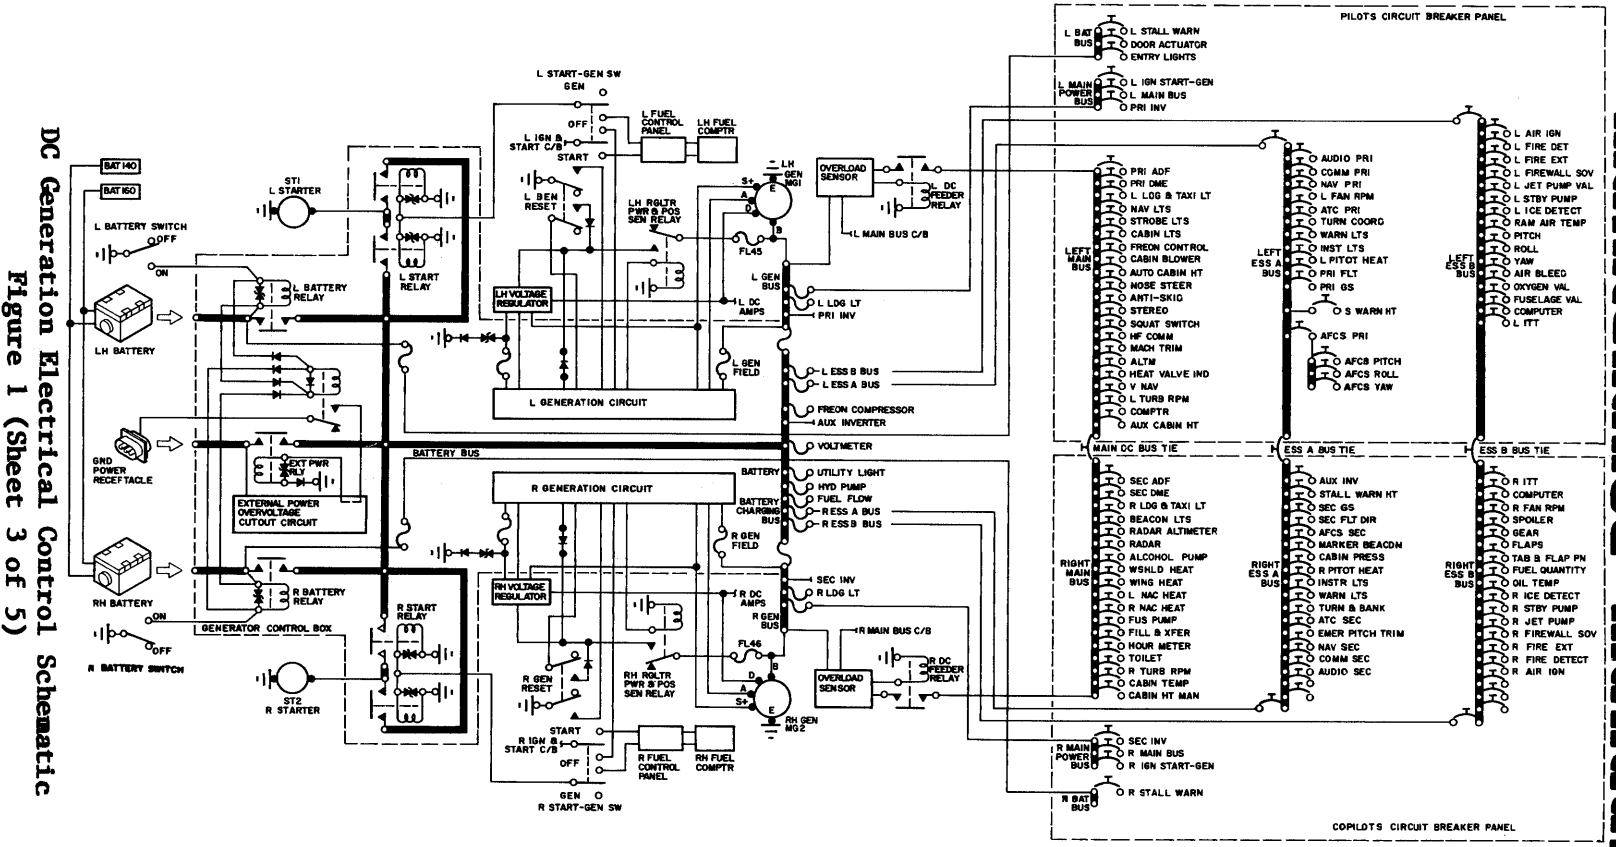 PILOTS CIRCUIT BREAKER PANEL
L BAT
BUS
L STALL WARN
DOOR ACTUATOR
ENTRY LIGHTS
L MAIN
POWER
BUS
L IGN START-GEN
L MAIN BUS
PRI INV
L START-GEN SW
GEN
OFF
L IGN &
START C/B
START
L FUEL
CONTROL
PANEL
LH FUEL
COMPTR
LH
GEN
MG1
S+
A
D
E
B
OVERLOAD
SENSOR
L DC
FEEDER
RELAY
L MAIN BUS C/B
L BEN
RESET
LH RGLTR
PWR & POS
SEN RELAY
FL45
BAT 140
BAT 160
ST1
L STARTER
L BATTERY SWITCH
OFF
ON
L BATTERY
RELAY
L START
RELAY
LH BATTERY
LH VOLTAGE
REGULATOR
L GEN
BUS
L DC
AMPS
L LDG LT
PRI INV
L GEN
FIELD
L GENERATION CIRCUIT
L ESS B BUS
L ESS A BUS
FREON COMPRESSOR
AUX INVERTER
VOLTMETER
GND
POWER
RECEPTACLE
EXT PWR
RLY
EXTERNAL POWER
OVERVOLTAGE
CUTOUT CIRCUIT
BATTERY BUS
BATTERY
UTILITY LIGHT
HYD PUMP
FUEL FLOW
R ESS A BUS
R ESS B BUS
BATTERY
CHARGING
BUS
R GENERATION CIRCUIT
R GEN
FIELD
SEC INV
R LDG LT
R DC
AMPS
R GEN
BUS
RH BATTERY
R BATTERY
RELAY
GENERATOR CONTROL BOX
ON
OFF
R BATTERY SWITCH
R START
RELAY
ST2
R STARTER
RH VOLTAGE
REGULATOR
R GEN
RESET
RH RGLTR
PWR & POS
SEN RELAY
FL46
B
D
A
S+
E
RH GEN
MG2
R MAIN BUS C/B
OVERLOAD
SENSOR
R DC
FEEDER
RELAY
START
R IGN &
START C/B
OFF
GEN
R START-GEN SW
R FUEL
CONTROL
PANEL
RH FUEL
COMPTR
LEFT
MAIN
BUS
PRI ADF
PRI DME
L LDG & TAXI LT
NAV LTS
STROBE LTS
CABIN LTS
FREON CONTROL
CABIN BLOWER
AUTO CABIN HT
NOSE STEER
ANTI-SKID
STEREO
SQUAT SWITCH
HF COMM
MACH TRIM
ALTM
HEAT VALVE IND
V NAV
L TURB RPM
COMPTR
AUX CABIN HT
LEFT
ESS A
BUS
AUDIO PRI
COMM PRI
NAV PRI
L FAN RPM
ATC PRI
TURN COORD
WARN LTS
INST LTS
L PITOT HEAT
PRI FLT
PRI GS
S WARN HT
AFCS PRI
AFCS PITCH
AFCS ROLL
AFCS YAW
LEFT
ESS B
BUS
L AIR IGN
L FIRE DET
L FIRE EXT
L FIREWALL SOV
L JET PUMP VAL
L STBY PUMP
L ICE DETECT
RAM AIR TEMP
PITCH
ROLL
YAW
AIR BLEED
OXYGEN VAL
FUSELAGE VAL
COMPUTER
L ITT
MAIN DC BUS TIE
ESS A BUS TIE
ESS B BUS TIE
RIGHT
MAIN
BUS
SEC ADF
SEC DME
R LDG & TAXI LT
BEACON LTS
RADAR ALTIMETER
RADAR
ALCOHOL PUMP
WSHLD HEAT
WING HEAT
L NAC HEAT
R NAC HEAT
FUS PUMP
FILL & XFER
HOUR METER
TOILET
R TURB RPM
CABIN TEMP
CABIN HT MAN
RIGHT
ESS A
BUS
AUX INV
STALL WARN HT
SEC GS
SEC FLT DIR
AFCS SEC
MARKER BEACON
CABIN PRESS
R PITOT HEAT
INSTR LTS
WARN LTS
TURN & BANK
ATC SEC
EMER PITCH TRIM
NAV SEC
COMM SEC
AUDIO SEC
RIGHT
ESS B
BUS
R ITT
COMPUTER
R FAN RPM
SPOILER
GEAR
FLAPS
TAB & FLAP PN
FUEL QUANTITY
OIL TEMP
R ICE DETECT
R STBY PUMP
R JET PUMP
R FIREWALL SOV
R FIRE EXT
R FIRE DETECT
R AIR IGN
R MAIN
POWER
BUS
SEC INV
R MAIN BUS
R IGN START-GEN
R BAT
BUS
R STALL WARN
COPILOTS CIRCUIT BREAKER PANEL
DC Generation Electrical Control Schematic
Figure 1 (Sheet 3 of 5)